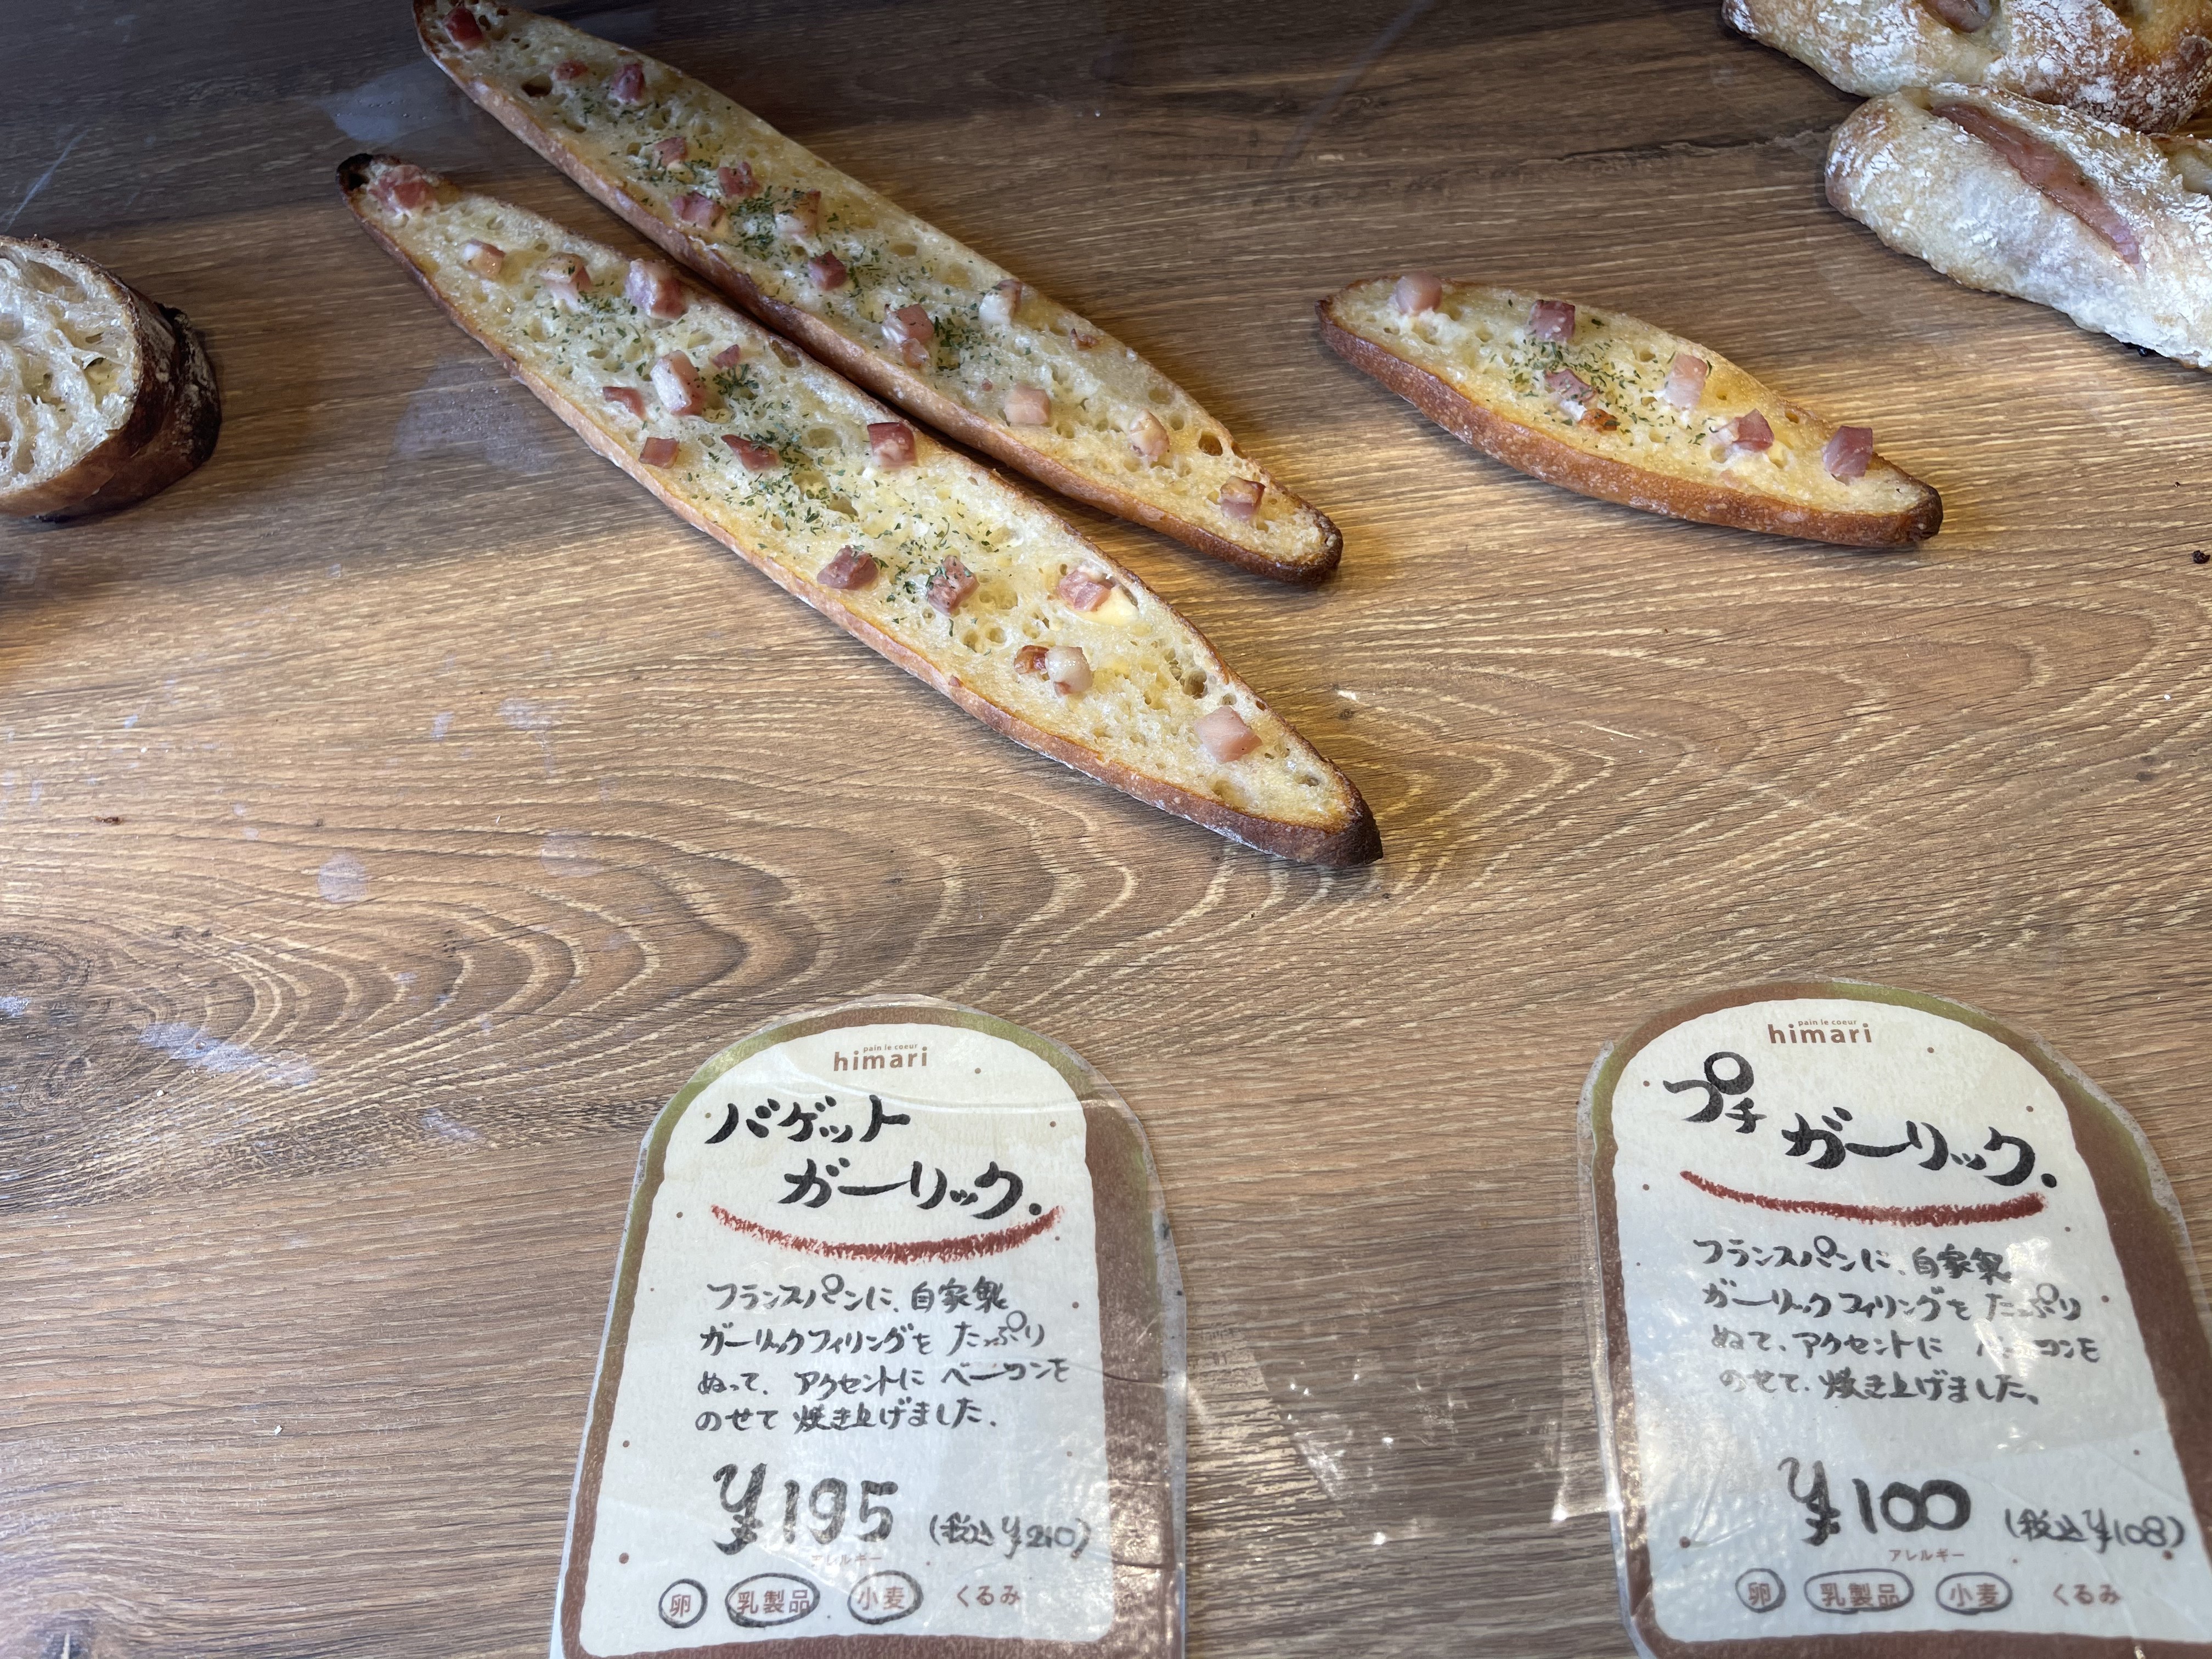 pain le coeur
himari
バゲット
ガーリック.
フランスパンに、自家製
ガーリックフィリングを たっぷり
ぬって、アクセントに ベーコンを
のせて 焼き上げました.
¥195 (税込¥210)
アレルギー
卵 乳製品 小麦 くるみ
pain le coeur
himari
プチ
ガーリック.
フランスパンに、自家製
ガーリックフィリングを たっぷり
ぬて、アクセントに ベーコンを
のせて、焼き上げました。
¥100 (税込¥108)
アレルギー
卵 乳製品 小麦 くるみ